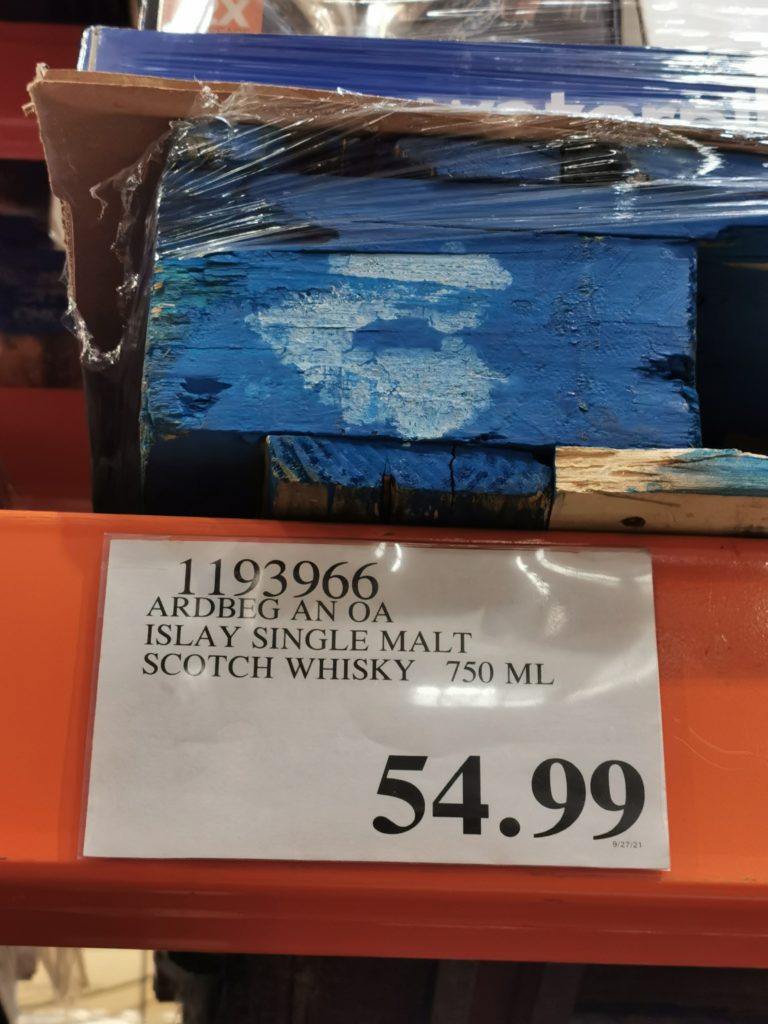 X
1193966
ARDBEG AN OA
ISLAY SINGLE MALT
SCOTCH WHISKY 750 ML
54.99
9/27/21